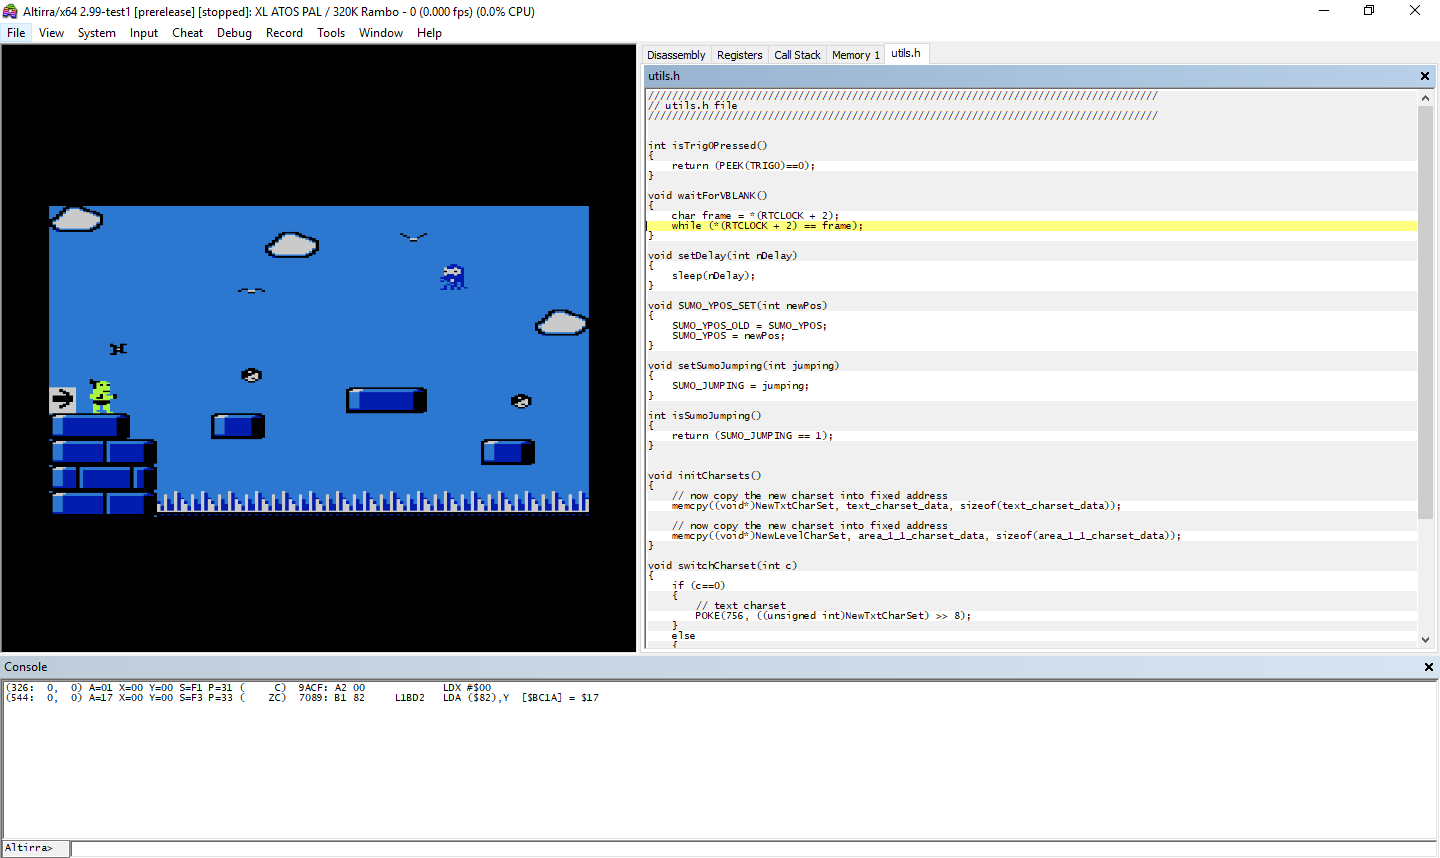 Altirra/x64 2.99-test1 [prerelease] [stopped]: XL ATOS PAL / 320K Rambo - 0 (0.000 fps) (0.0% CPU)
File View System Input Cheat Debug Record Tools Window Help
Disassembly Registers Call Stack Memory 1 utils.h
utils.h
/////////////////////////////////////////////////////////////////////////////////////
// utils.h file
/////////////////////////////////////////////////////////////////////////////////////
int isTrig0Pressed()
{
return (PEEK(TRIG0)==0);
}
void waitForVBLANK()
{
char frame = *(RTCLOCK + 2);
while (*(RTCLOCK + 2) == frame);
}
void setDelay(int nDelay)
{
sleep(nDelay);
}
void SUMO_YPOS_SET(int newPos)
{
SUMO_YPOS_OLD = SUMO_YPOS;
SUMO_YPOS = newPos;
}
void setSumoJumping(int jumping)
{
SUMO_JUMPING = jumping;
}
int isSumoJumping()
{
return (SUMO_JUMPING == 1);
}
void initCharsets()
{
// now copy the new charset into fixed address
memcpy((void*)NewTxtCharSet, text_charset_data, sizeof(text_charset_data));
// now copy the new charset into fixed address
memcpy((void*)NewLevelCharSet, area_1_1_charset_data, sizeof(area_1_1_charset_data));
}
void switchCharset(int c)
{
if (c==0)
{
// text charset
POKE(756, ((unsigned int)NewTxtCharSet) >> 8);
}
else
{
Console
(326:  0,  0) A=01 X=00 Y=00 S=F1 P=31 (     C)  9ACF: A2 00             LDX #$00
(544:  0,  0) A=17 X=00 Y=00 S=F3 P=33 (    ZC)  7089: B1 82     L1BD2   LDA ($82),Y  [$BC1A] = $17
Altirra>